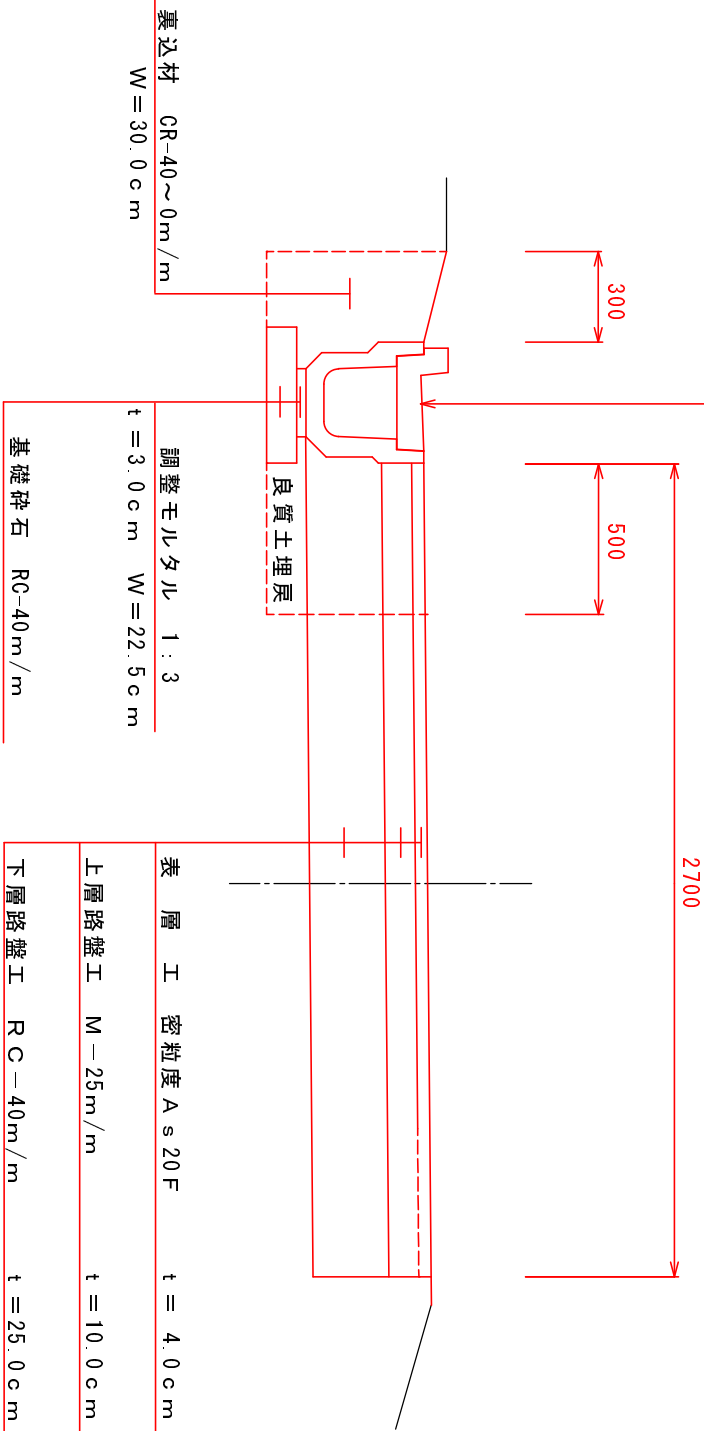 300
500
2700
裏込材 CR-40～0m/m
W=30.0cm
良質土埋戻
調整モルタル 1:3
t=3.0cm W=22.5cm
基礎砕石 RC-40m/m
表層工 密粒度As20F t= 4.0cm
上層路盤工 M-25m/m t=10.0cm
下層路盤工 RC-40m/m t=25.0cm